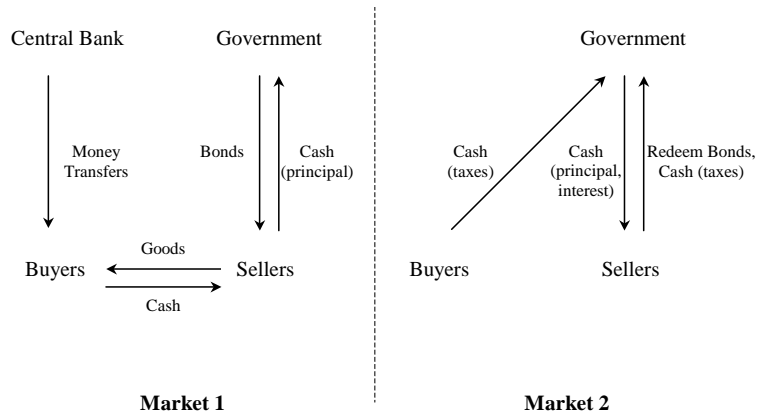 Central Bank
Government
Money
Transfers
Bonds
Cash
(principal)
Goods
Buyers
Sellers
Cash
Market 1
Government
Cash
(taxes)
Cash
(principal,
interest)
Redeem Bonds,
Cash (taxes)
Buyers
Sellers
Market 2